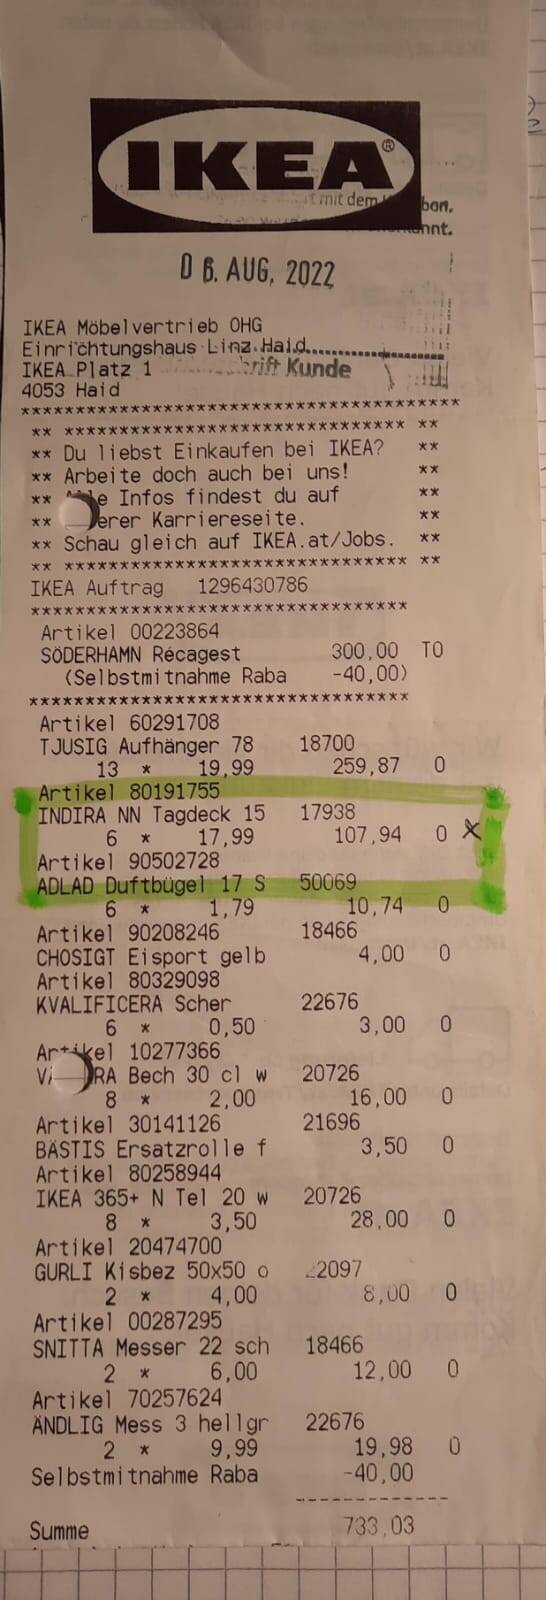 IKEA®
mit dem
bon.
nnt.
06. AUG. 2022
IKEA Möbelvertrieb OHG
Einrichtungshaus Linz Haid
IKEA Platz 1
rift Kunde
4053 Haid
****************************************
** ********************************* **
** Du liebst Einkaufen bei IKEA? **
** Arbeite doch auch bei uns! **
** Infos findest du auf **
** erer Karriereseite. **
** Schau gleich auf IKEA.at/Jobs. **
** ********************************* **
IKEA Auftrag 1296430786
***********************************
Artikel 00223864
SÖDERHAMN Récagest 300,00 TO
(Selbstmitnahme Raba -40,00)
***********************************
Artikel 60291708
TJUSIG Aufhänger 78 18700
13 * 19,99 259,87 0
Artikel 80191755
INDIRA NN Tagdeck 15 17938
6 * 17,99 107,94 0 X
Artikel 90502728
ADLAD Duftbügel 17 S 50069
6 * 1,79 10,74 0
Artikel 90208246 18466
CHOSIGT Eisport gelb 4,00 0
Artikel 80329098
KVALIFICERA Scher 22676
6 * 0,50 3,00 0
Artikel 10277366
RA Bech 30 cl w 20726
8 * 2,00 16,00 0
Artikel 30141126 21696
BÄSTIS Ersatzrolle f 3,50 0
Artikel 80258944
IKEA 365+ N Tel 20 w 20726
8 * 3,50 28,00 0
Artikel 20474700
GURLI Kisbez 50x50 o 22097
2 * 4,00 8,00 0
Artikel 00287295
SNITTA Messer 22 sch 18466
2 * 6,00 12,00 0
Artikel 70257624
ÄNDLIG Mess 3 hellgr 22676
2 * 9,99 19,98 0
Selbstmitnahme Raba -40,00
---------------
Summe 733,03